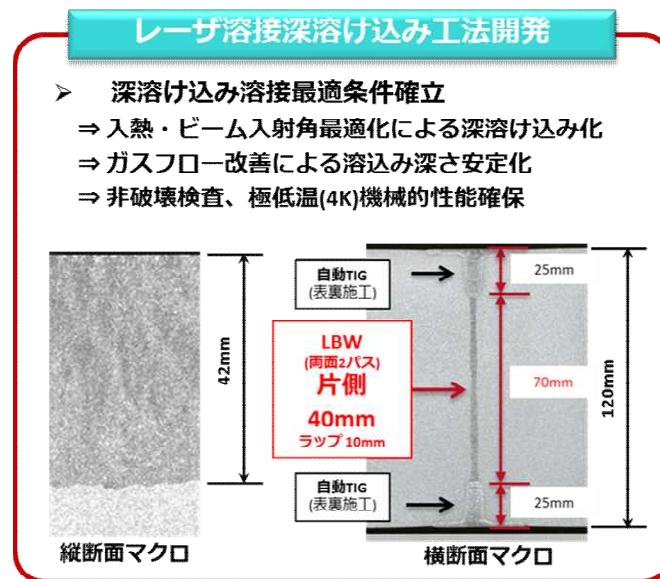 レーザ溶接深溶け込み工法開発
➢ 深溶け込み溶接最適条件確立
⇒ 入熱・ビーム入射角最適化による深溶け込み化
⇒ ガスフロー改善による溶込み深さ安定化
⇒ 非破壊検査、極低温(4K)機械的性能確保
42mm
縦断面マクロ
自動TIG
(表裏施工)
LBW
(両面2パス)
片側
40mm
ラップ 10mm
自動TIG
(表裏施工)
25mm
70mm
25mm
120mm
横断面マクロ